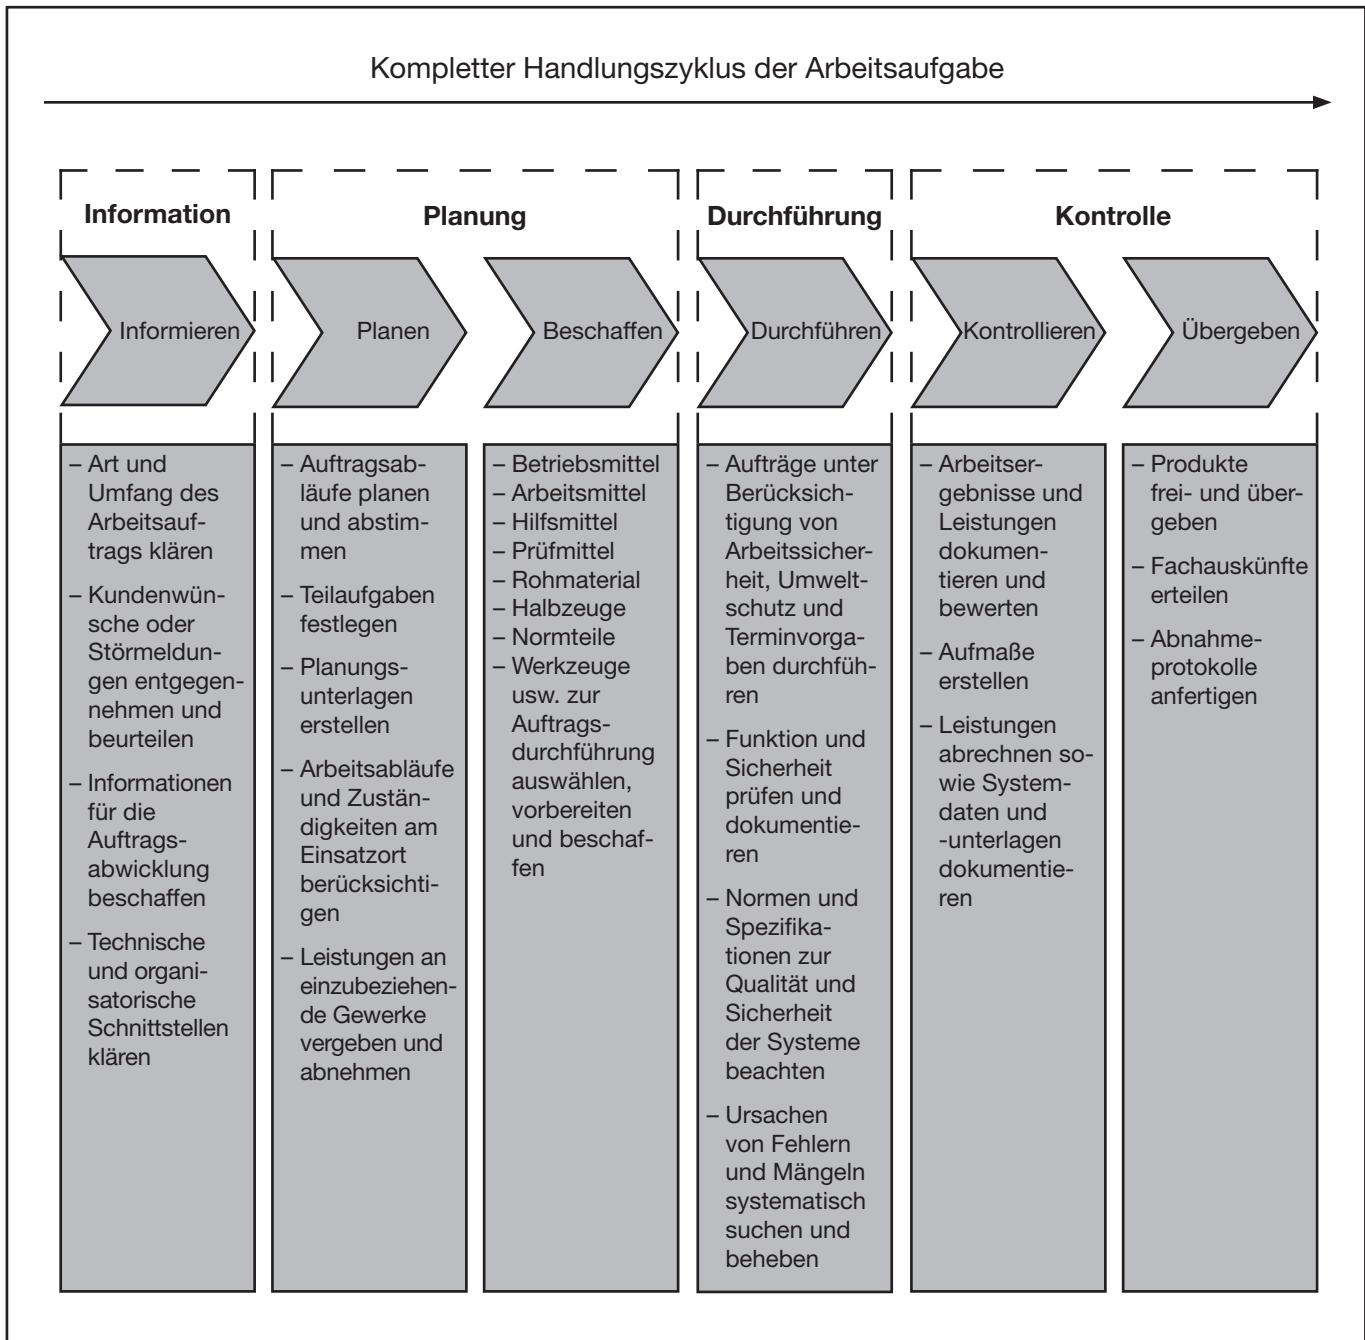 Kompletter Handlungszyklus der Arbeitsaufgabe
Information
Informieren
– Art und
Umfang des
Arbeitsauf-
trags klären
– Kundenwün-
sche oder
Störmeldun-
gen entgegen-
nehmen und
beurteilen
– Informationen
für die
Auftrags-
abwicklung
beschaffen
– Technische
und organi-
satorische
Schnittstellen
klären
Planung
Planen
– Auftragsab-
läufe planen
und abstim-
men
– Teilaufgaben
festlegen
– Planungs-
unterlagen
erstellen
– Arbeitsabläufe
und Zustän-
digkeiten am
Einsatzort
berücksichti-
gen
– Leistungen an
einzubeziehen-
de Gewerke
vergeben und
abnehmen
Beschaffen
– Betriebsmittel
– Arbeitsmittel
– Hilfsmittel
– Prüfmittel
– Rohmaterial
– Halbzeuge
– Normteile
– Werkzeuge
usw. zur
Auftrags-
durchführung
auswählen,
vorbereiten
und beschaf-
fen
Durchführung
Durchführen
– Aufträge unter
Berücksich-
tigung von
Arbeitssicher-
heit, Umwelt-
schutz und
Terminvorga-
ben durchfüh-
ren
– Funktion und
Sicherheit
prüfen und
dokumentie-
ren
– Normen und
Spezifika-
tionen zur
Qualität und
Sicherheit
der Systeme
beachten
– Ursachen
von Fehlern
und Mängeln
systematisch
suchen und
beheben
Kontrolle
Kontrollieren
– Arbeitser-
gebnisse und
Leistungen
dokumen-
tieren und
bewerten
– Aufmaße
erstellen
– Leistungen
abrechnen so-
wie System-
daten und
-unterlagen
dokumentie-
ren
Übergeben
– Produkte
frei- und über-
geben
– Fachauskünfte
erteilen
– Abnahme-
protokolle
anfertigen